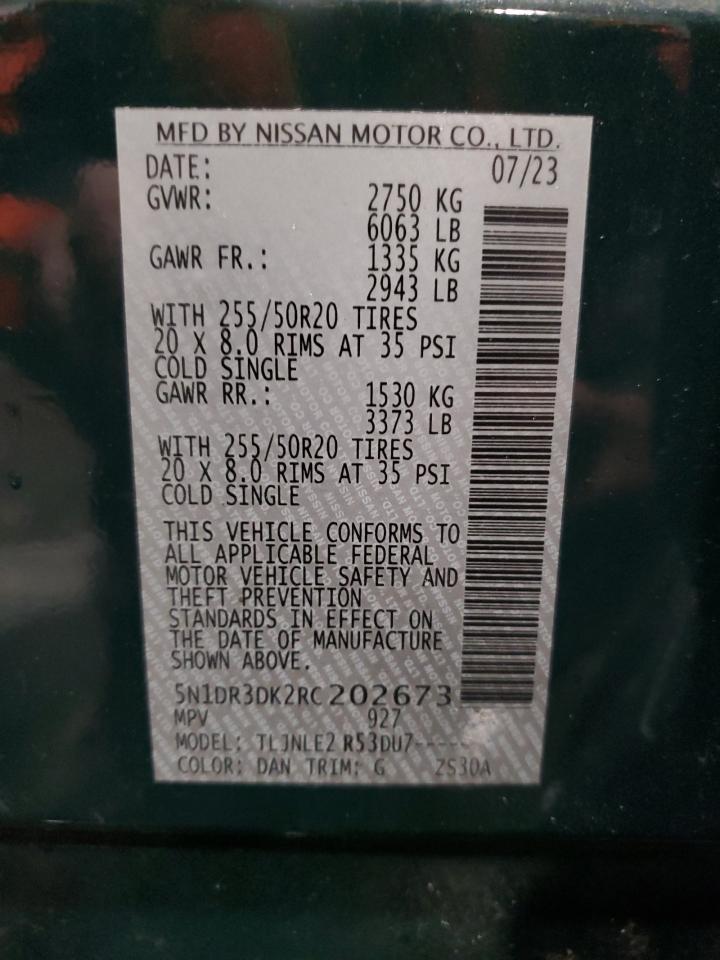 MFD BY NISSAN MOTOR CO., LTD.
DATE: 07/23
GVWR: 2750 KG
6063 LB
GAWR FR.: 1335 KG
2943 LB
WITH 255/50R20 TIRES
20 X 8.0 RIMS AT 35 PSI
COLD SINGLE
GAWR RR.: 1530 KG
3373 LB
WITH 255/50R20 TIRES
20 X 8.0 RIMS AT 35 PSI
COLD SINGLE
THIS VEHICLE CONFORMS TO
ALL APPLICABLE FEDERAL
MOTOR VEHICLE SAFETY AND
THEFT PREVENTION
STANDARDS IN EFFECT ON
THE DATE OF MANUFACTURE
SHOWN ABOVE.
5N1DR3DK2RC202673
MPV 927
MODEL: TLJNLE2 R53DU7-----
COLOR: DAN TRIM: G 2S30A